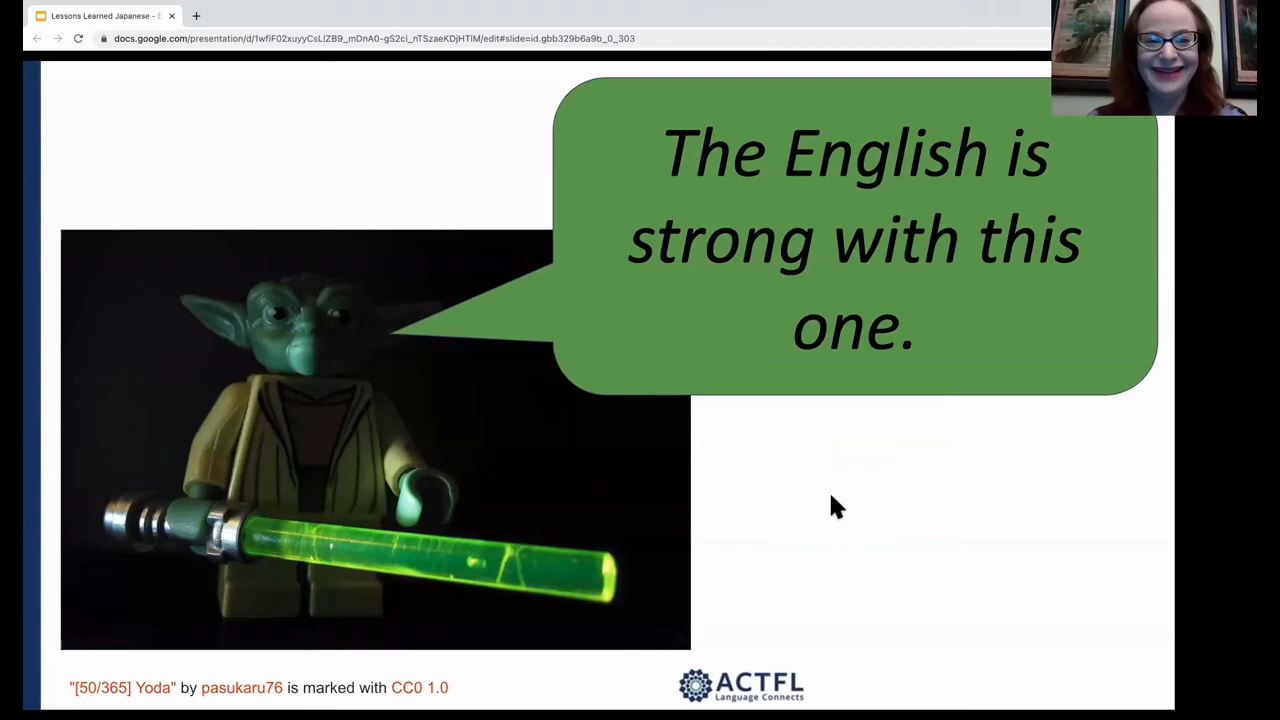 Lessons Learned Japanese - E
docs.google.com/presentation/d/1wfiF02xuyyCsLIZB9_mDnA0-gS2ci_nTSzaeKDjHTlM/edit#slide=id.gbb329b6a9b_0_303
The English is
strong with this
one.
"[50/365] Yoda" by pasukaru76 is marked with CC0 1.0
ACTFL
Language Connects